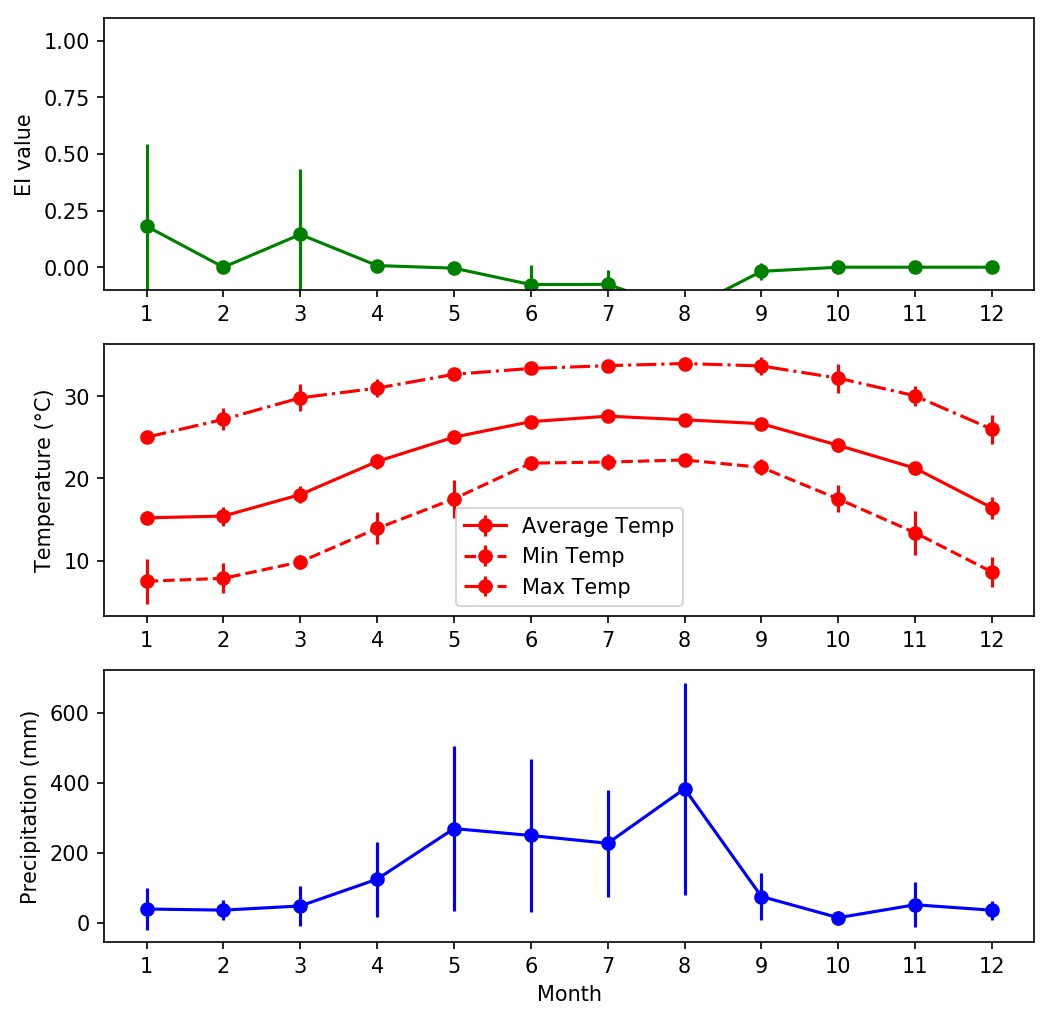 1.00
0.75
0.50
0.25
0.00
EI value
1 2 3 4 5 6 7 8 9 10 11 12
30
20
10
Temperature (°C)
Average Temp
Min Temp
Max Temp
1 2 3 4 5 6 7 8 9 10 11 12
600
400
200
0
Precipitation (mm)
1 2 3 4 5 6 7 8 9 10 11 12
Month